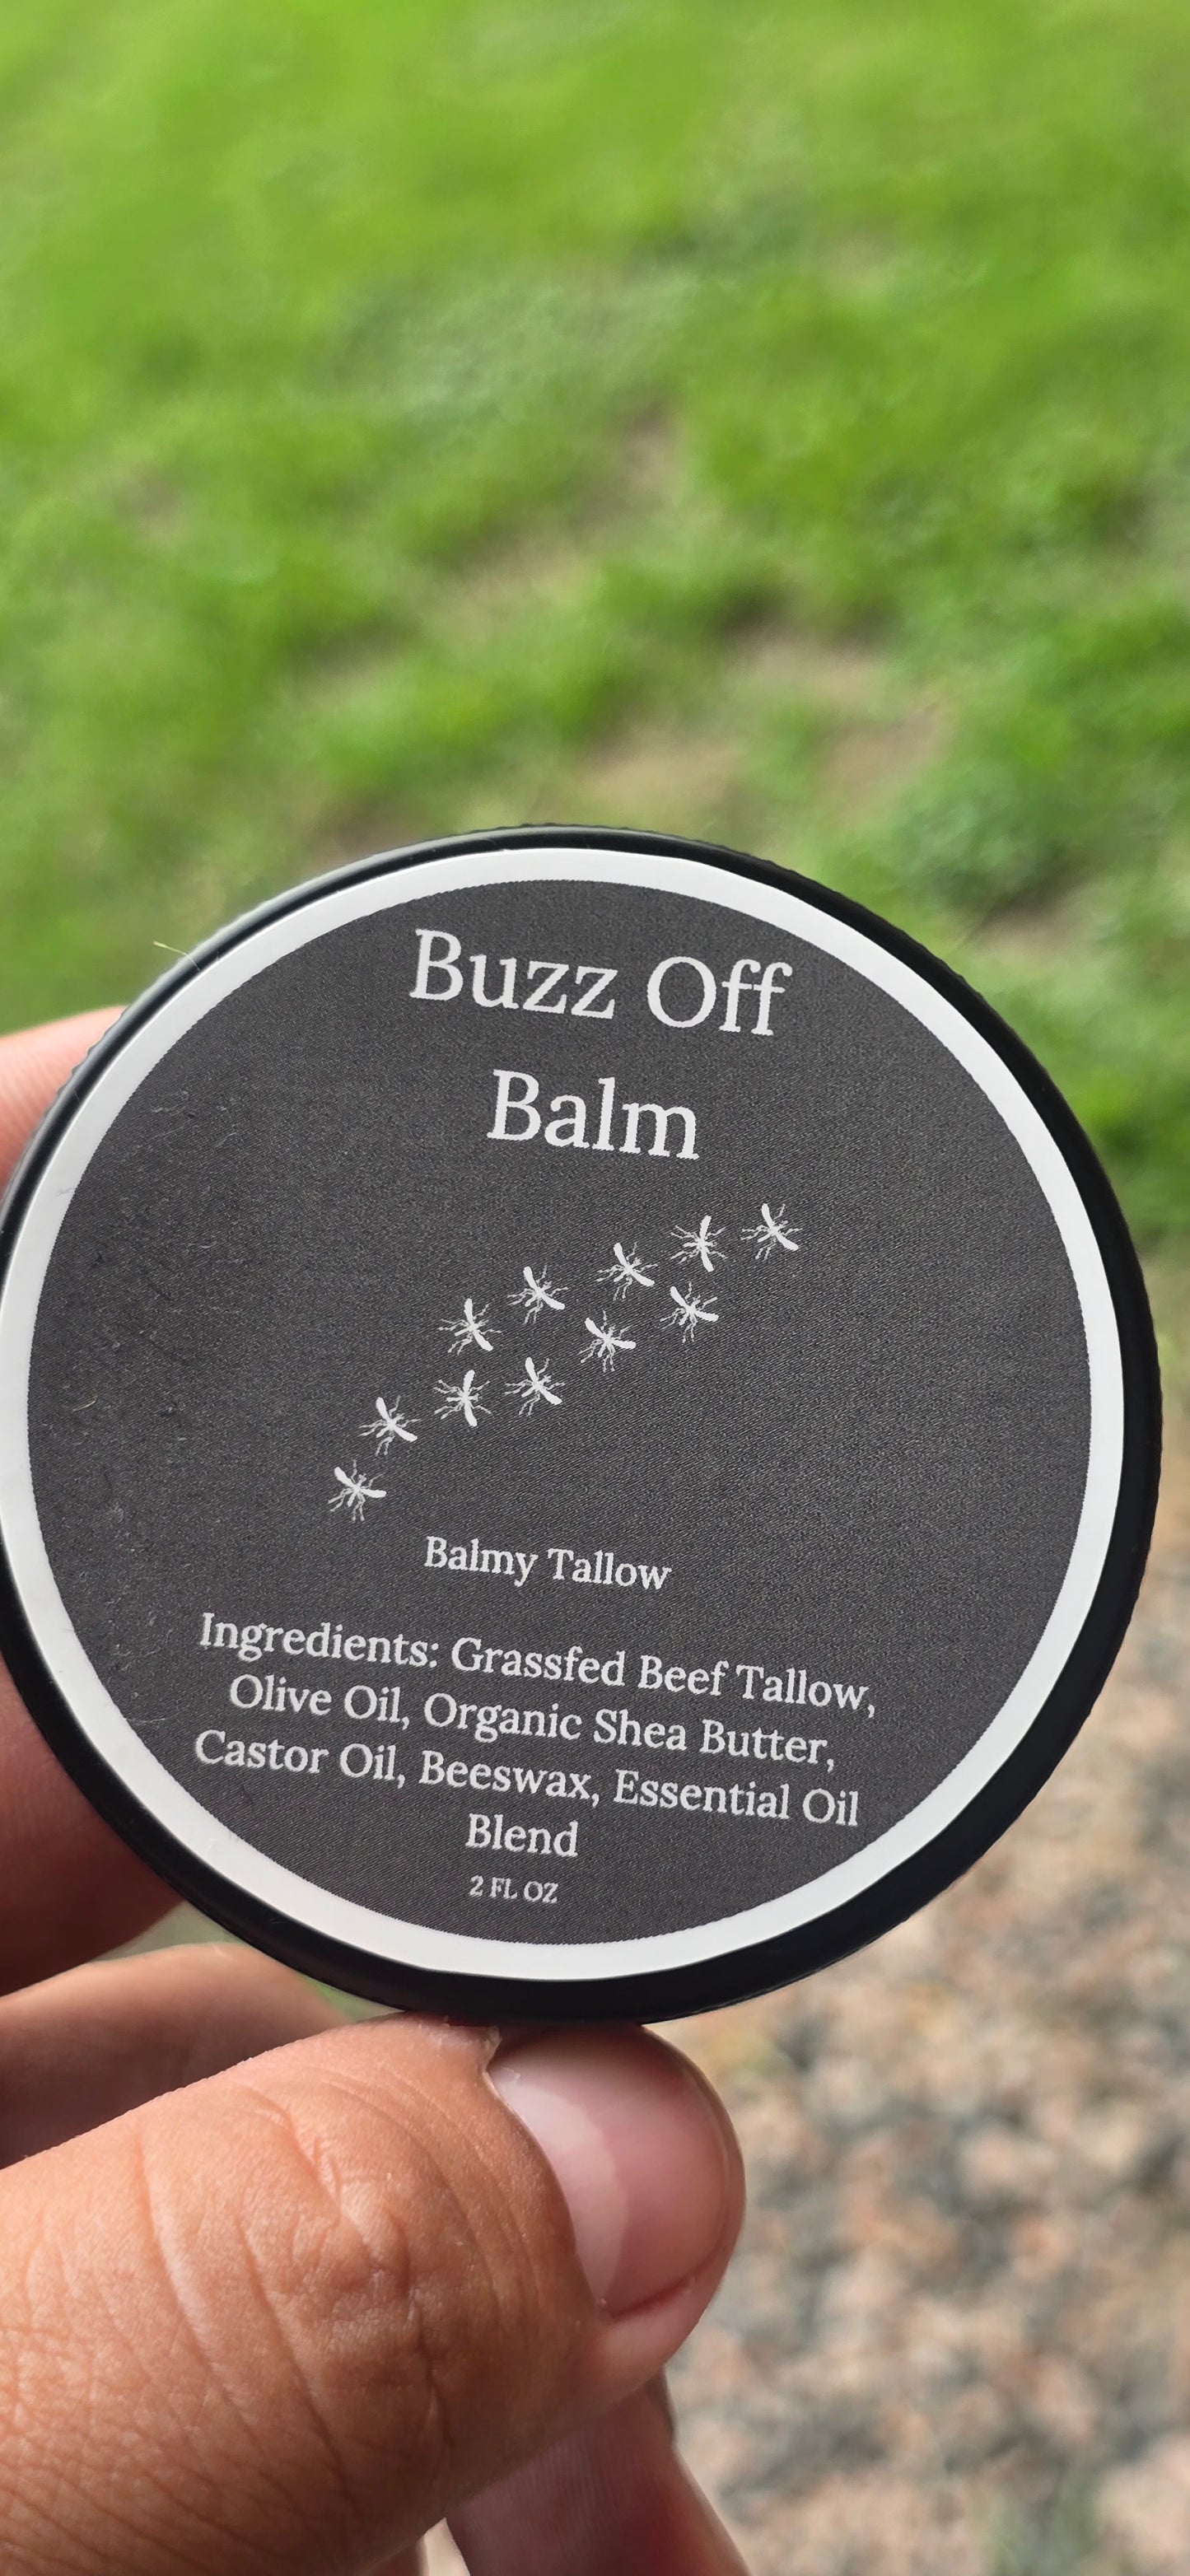 Buzz Off
Balm
Balmy Tallow
Ingredients: Grassfed Beef Tallow,
Olive Oil, Organic Shea Butter,
Castor Oil, Beeswax, Essential Oil
Blend
2 FL OZ